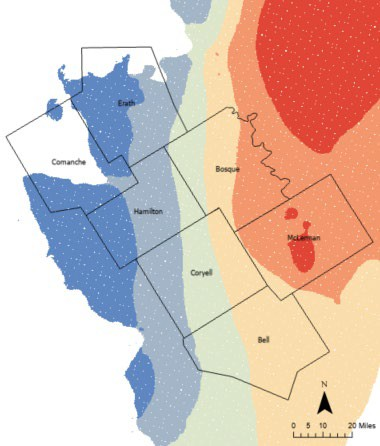 Erath
Comanche
Bosque
Hamilton
McLennan
Coryell
Bell
N
0 5 10 20 Miles